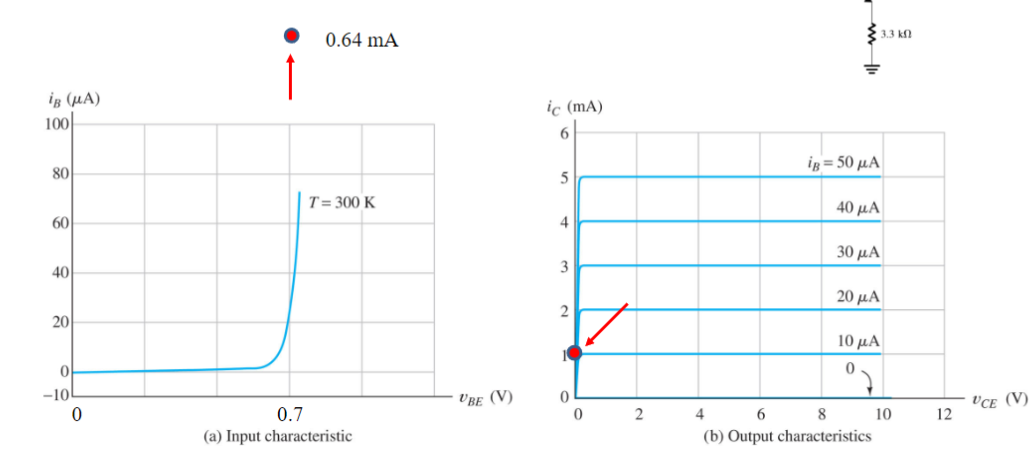 3.3 kΩ
0.64 mA
i_B (μA)
100
80
60
40
20
0
−10
T = 300 K
0
0.7
v_BE (V)
(a) Input characteristic
i_C (mA)
6
5
4
3
2
1
0
i_B = 50 μA
40 μA
30 μA
20 μA
10 μA
0
0 2 4 6 8 10 12
v_CE (V)
(b) Output characteristics